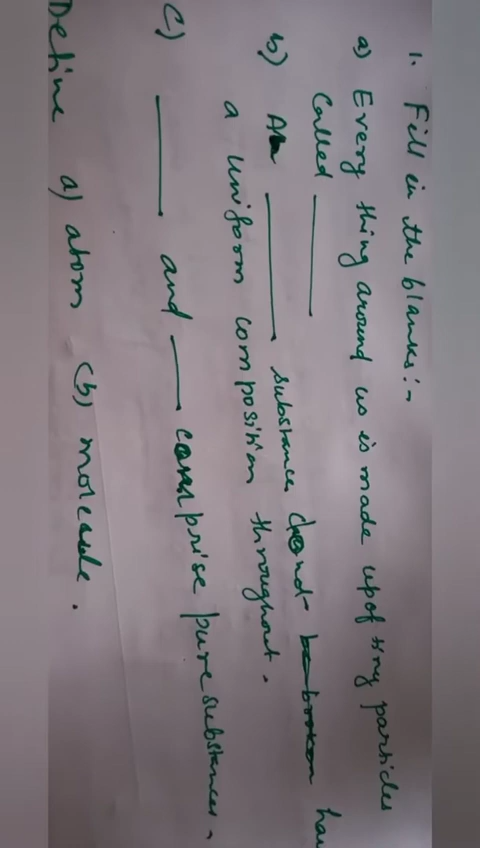 1. Fill in the blanks:-
a) Every thing around us is made up of tiny particles
Called ______
b) A ______ substance have
a uniform composition throughout.
c) ______ and ______ comprise pure substances.
Define a) atom (b) molecule.